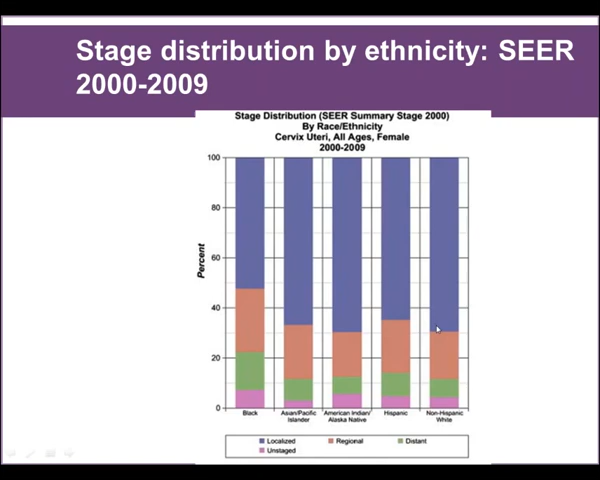 Stage distribution by ethnicity: SEER
2000-2009
Stage Distribution (SEER Summary Stage 2000)
By Race/Ethnicity
Cervix Uteri, All Ages, Female
2000-2009
100
80
60
40
20
0
Percent
Black
Asian/Pacific
Islander
American Indian/
Alaska Native
Hispanic
Non-Hispanic
White
Localized
Regional
Distant
Unstaged